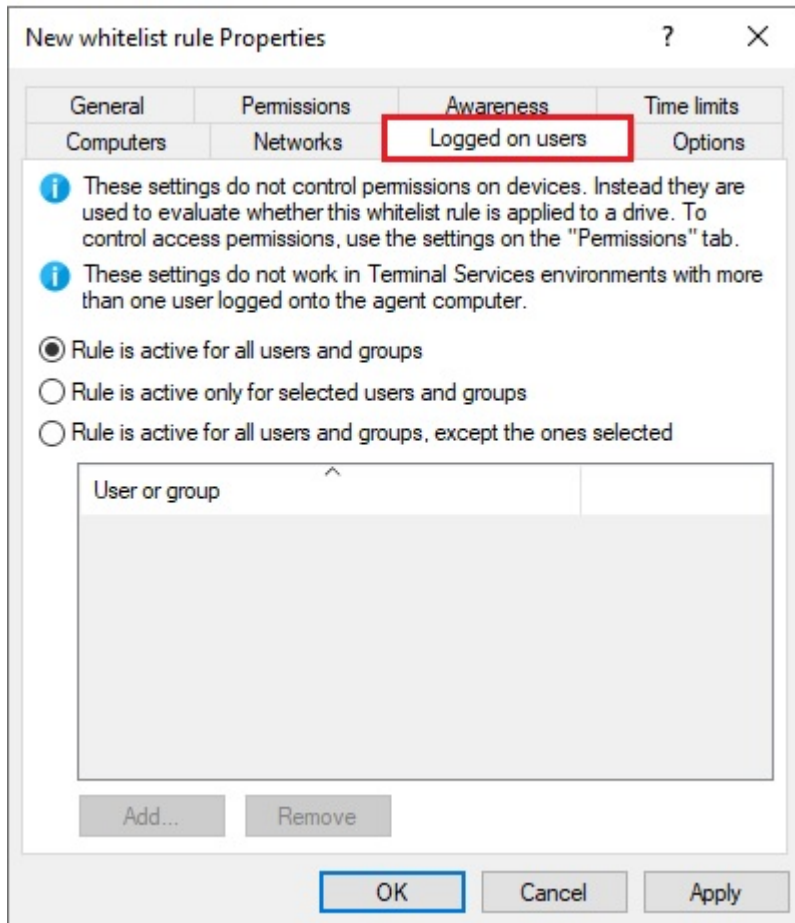 New whitelist rule Properties
?
General
Permissions
Awareness
Time limits
Computers
Networks
Logged on users
Options
These settings do not control permissions on devices. Instead they are
used to evaluate whether this whitelist rule is applied to a drive. To
control access permissions, use the settings on the "Permissions" tab.
These settings do not work in Terminal Services environments with more
than one user logged onto the agent computer.
Rule is active for all users and groups
Rule is active only for selected users and groups
Rule is active for all users and groups, except the ones selected
User or group
Add...
Remove
OK
Cancel
Apply